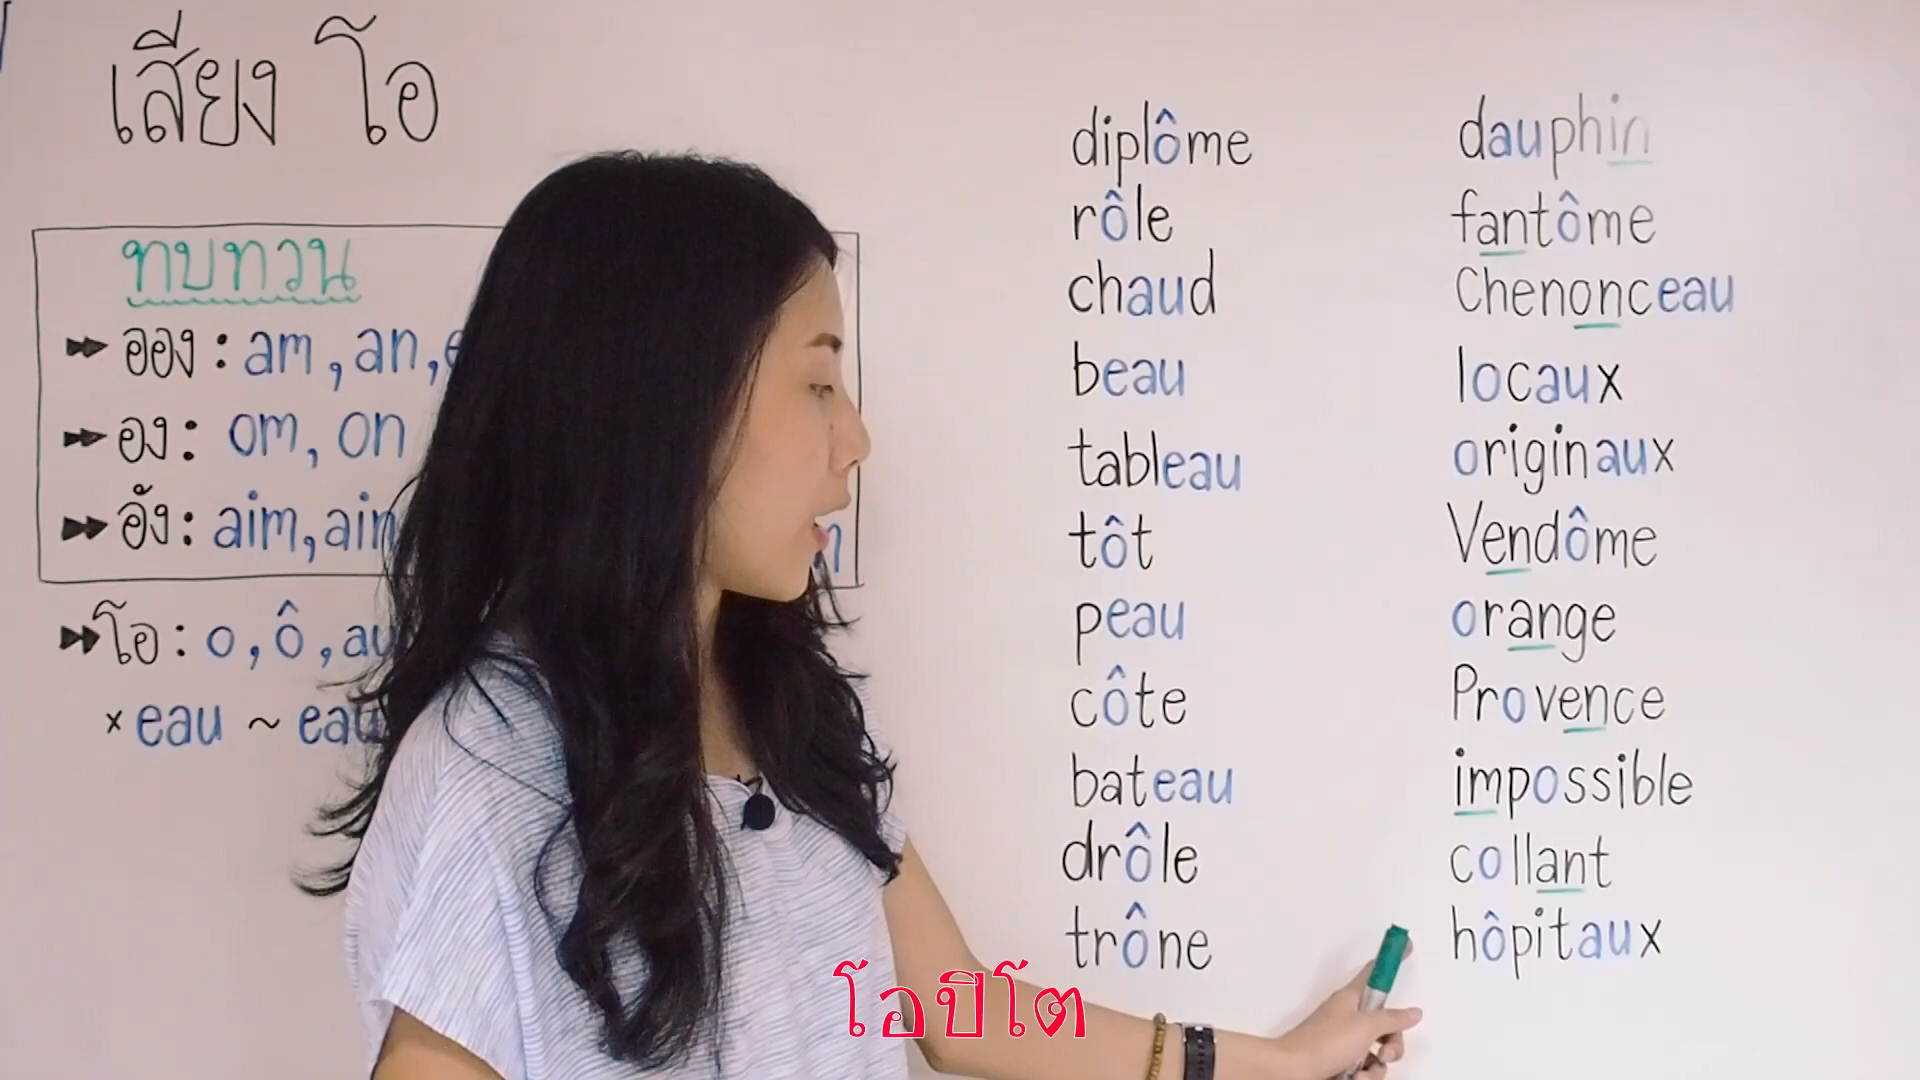 เสียง โอ
ทบทวน
ออง : am, an,
อง : om, on
อัง : aim, ain
โอ : o, ô, au
× eau ~ eau
diplôme
rôle
chaud
beau
tableau
tôt
peau
côte
bateau
drôle
trône
dauphin
fantôme
Chenonceau
locaux
originaux
Vendôme
orange
Provence
impossible
collant
hôpitaux
โอปิโต